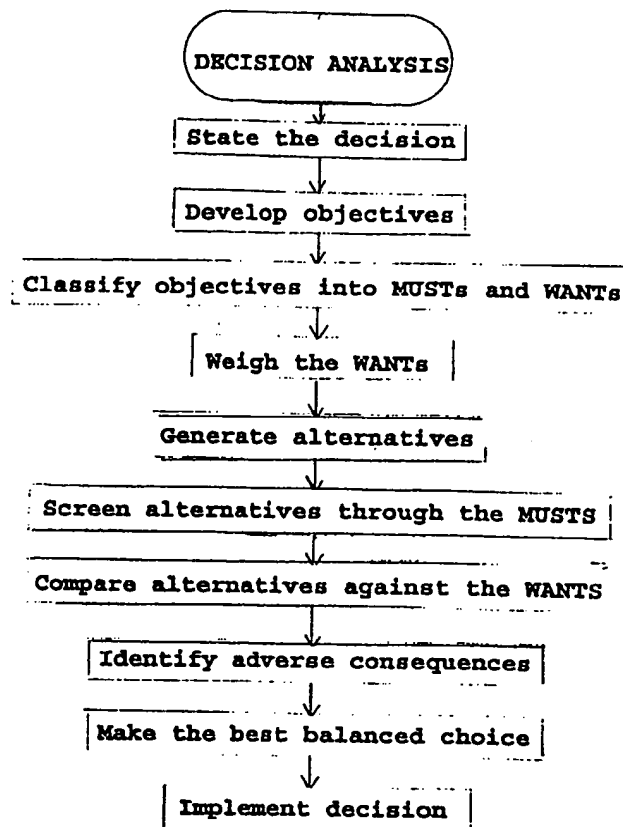 DECISION ANALYSIS
State the decision
Develop objectives
Classify objectives into MUSTs and WANTs
Weigh the WANTs
Generate alternatives
Screen alternatives through the MUSTS
Compare alternatives against the WANTS
Identify adverse consequences
Make the best balanced choice
Implement decision